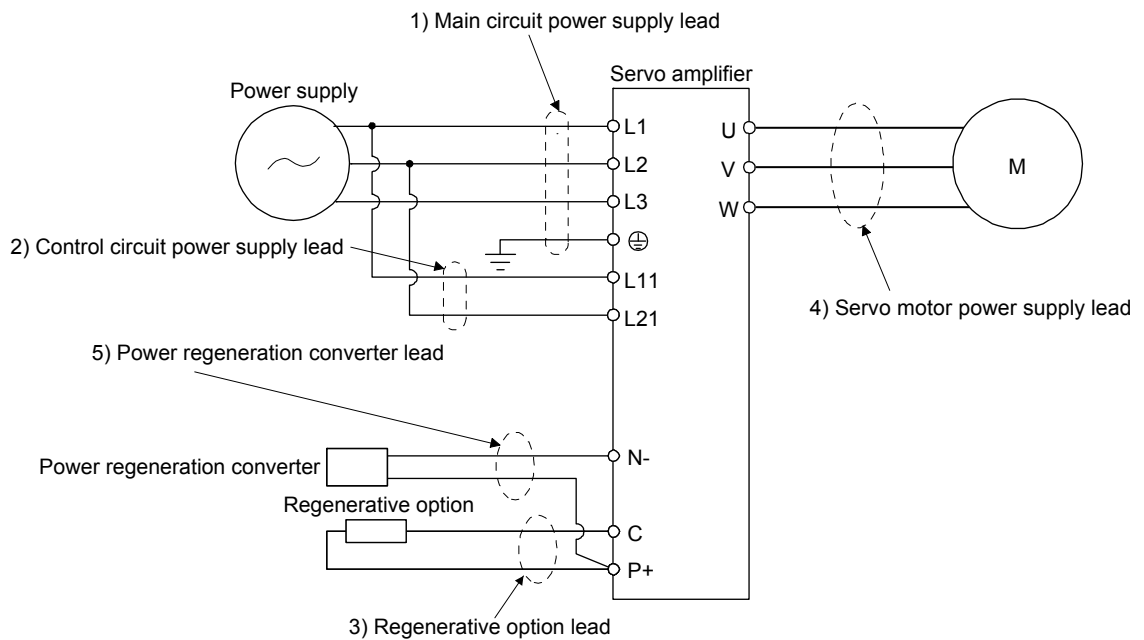 1) Main circuit power supply lead
Servo amplifier
Power supply
L1
U
L2
V
M
L3
W
2) Control circuit power supply lead
L11
4) Servo motor power supply lead
L21
5) Power regeneration converter lead
N-
Power regeneration converter
Regenerative option
C
P+
3) Regenerative option lead